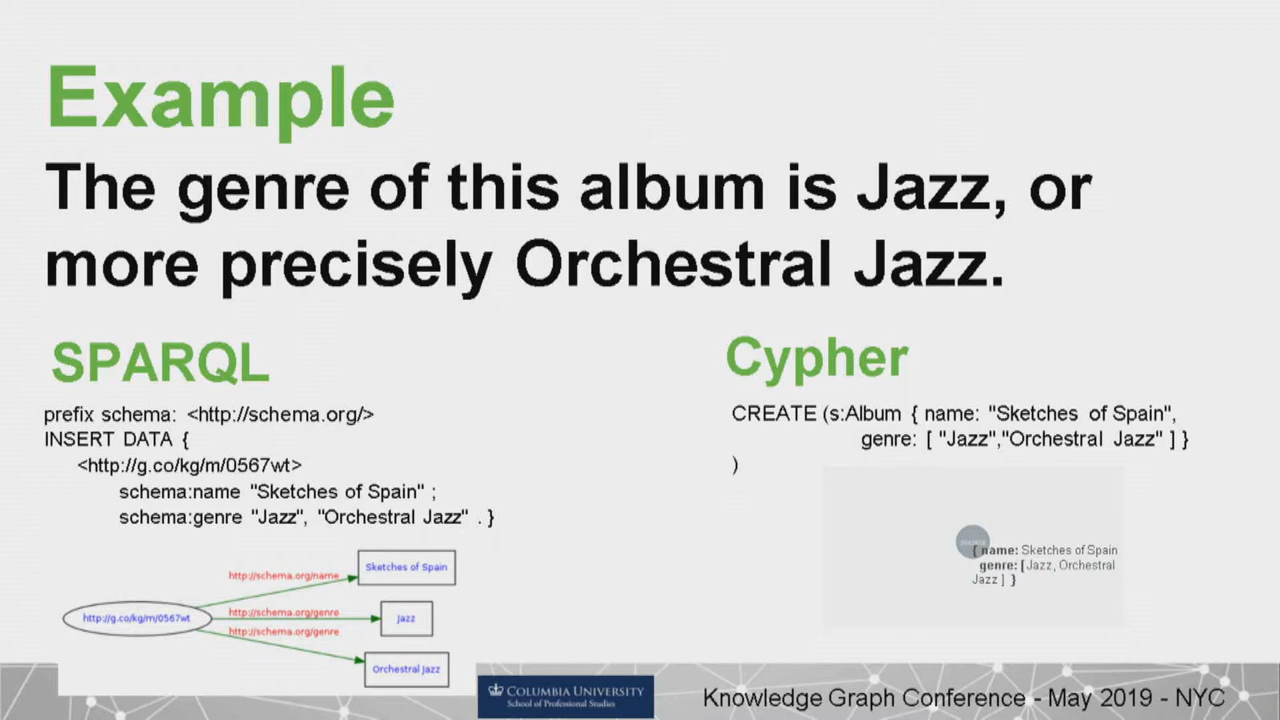 Example
The genre of this album is Jazz, or
more precisely Orchestral Jazz.
SPARQL
prefix schema: <http://schema.org/>
INSERT DATA {
<http://g.co/kg/m/0567wt>
schema:name "Sketches of Spain" ;
schema:genre "Jazz", "Orchestral Jazz" . }
http://g.co/kg/m/0567wt
http://schema.org/name
Sketches of Spain
http://schema.org/genre
Jazz
http://schema.org/genre
Orchestral Jazz
Cypher
CREATE (s:Album { name: "Sketches of Spain",
genre: [ "Jazz","Orchestral Jazz" ] }
)
{ name: Sketches of Spain
genre: [Jazz, Orchestral
Jazz ] }
COLUMBIA UNIVERSITY
School of Professional Studies
Knowledge Graph Conference - May 2019 - NYC